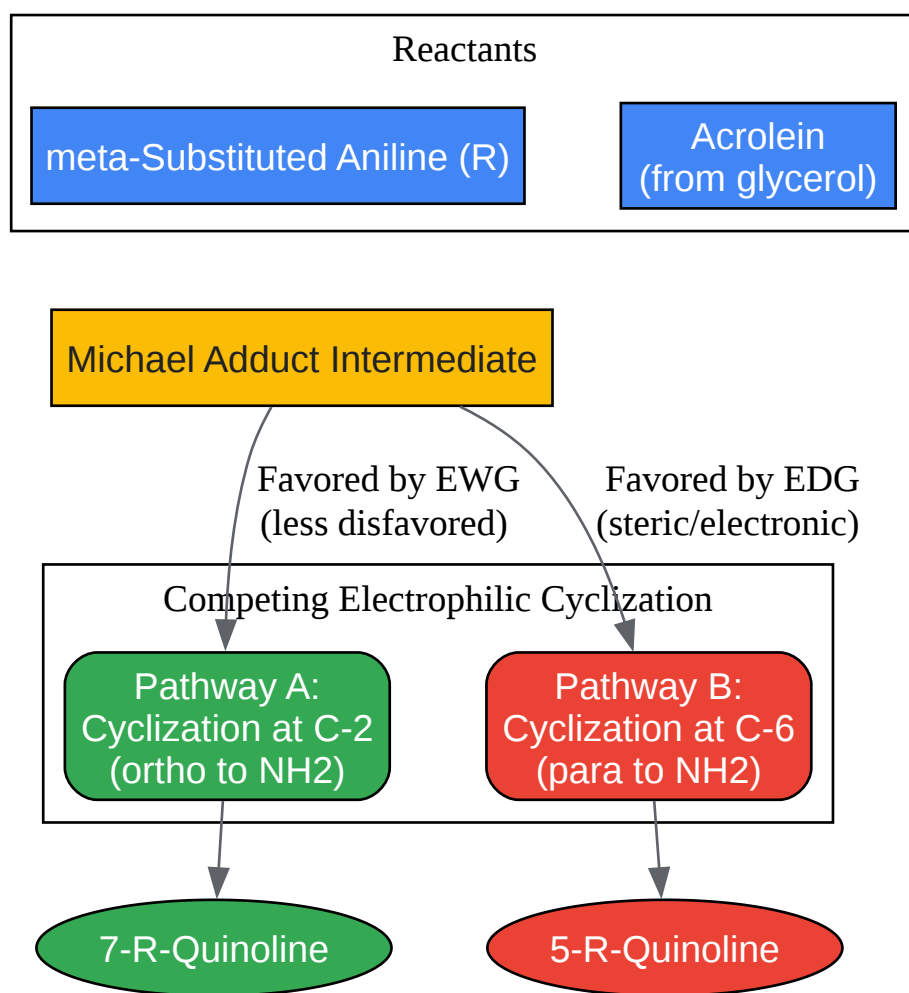 Reactants
meta-Substituted Aniline (R)
Acrolein
(from glycerol)
Michael Adduct Intermediate
Favored by EWG
(less disfavored)
Favored by EDG
(steric/electronic)
Competing Electrophilic Cyclization
Pathway A:
Cyclization at C-2
(ortho to NH2)
Pathway B:
Cyclization at C-6
(para to NH2)
7-R-Quinoline
5-R-Quinoline